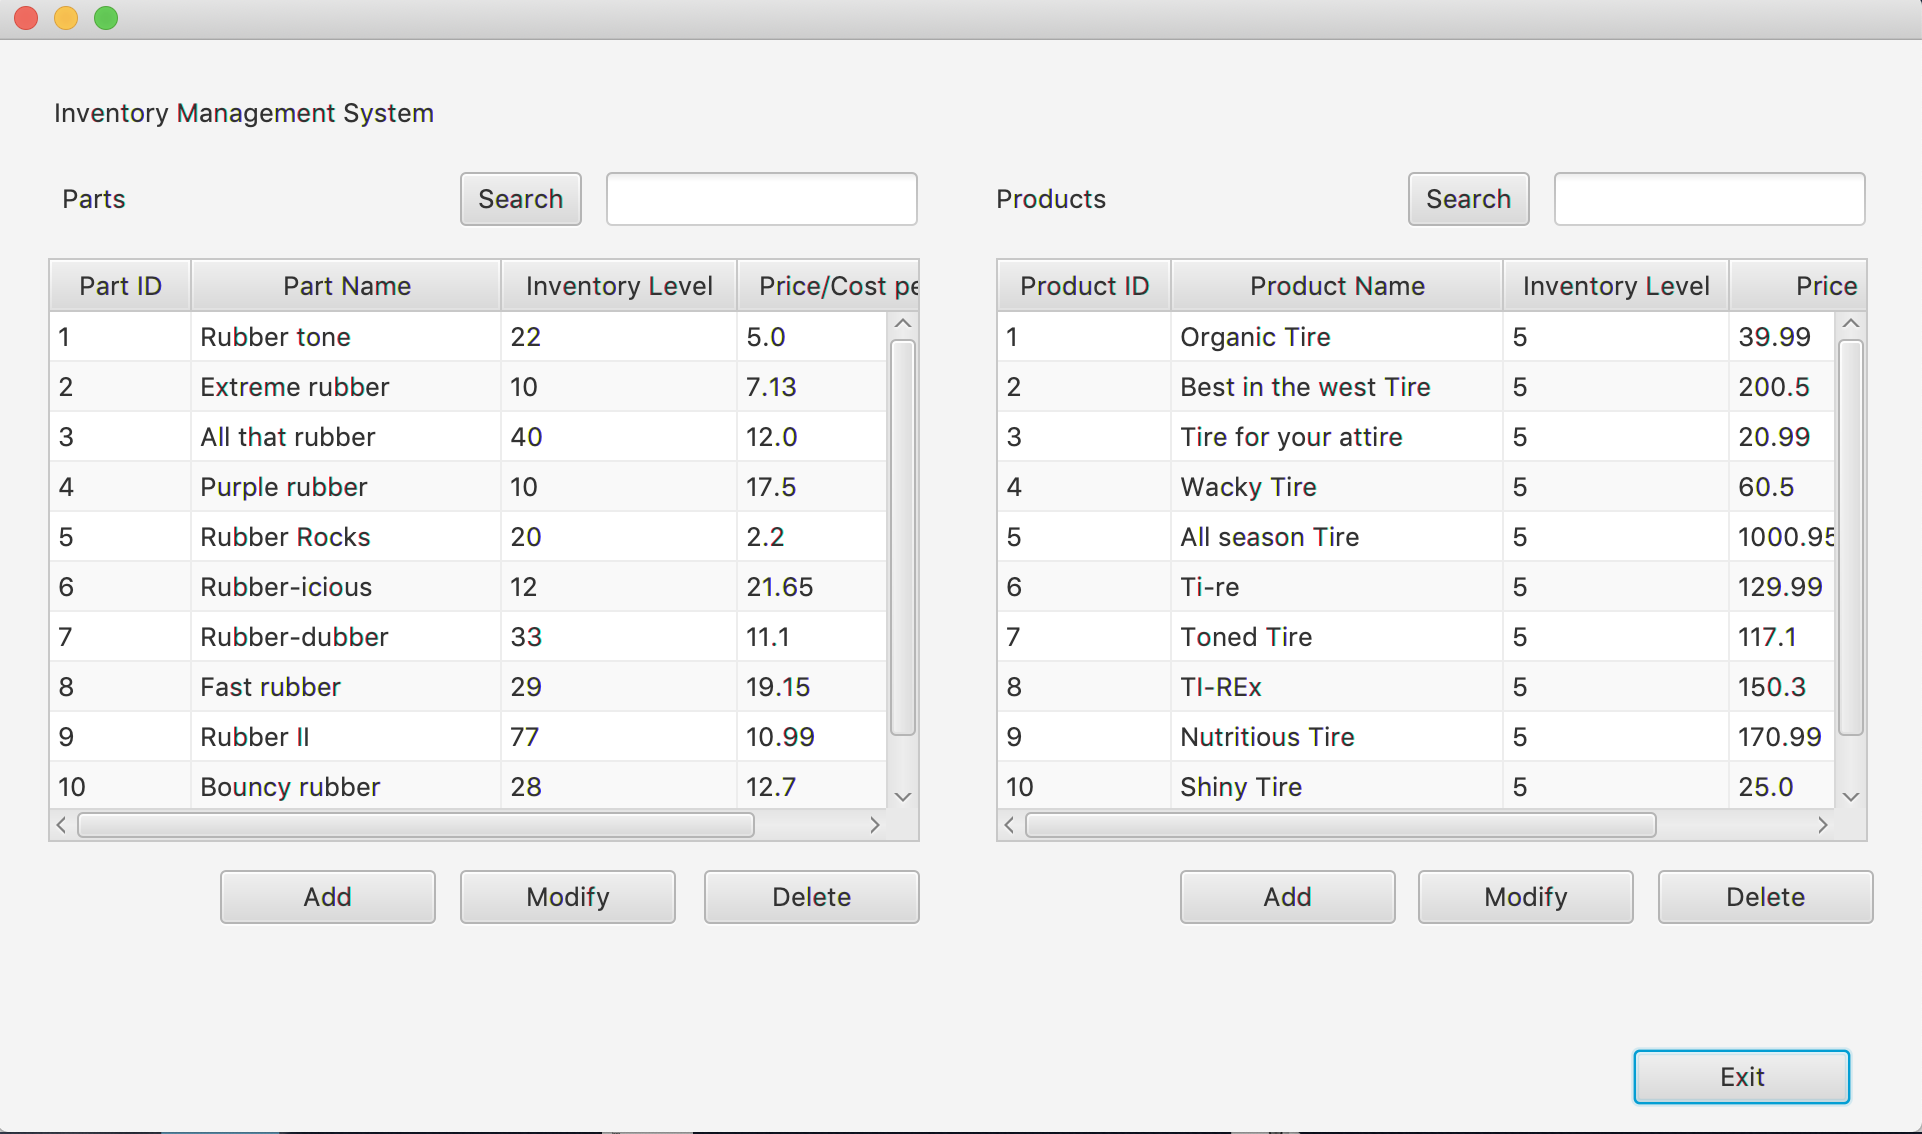 Inventory Management System
Parts Search
Part ID Part Name Inventory Level Price/Cost pe
1 Rubber tone 22 5.0
2 Extreme rubber 10 7.13
3 All that rubber 40 12.0
4 Purple rubber 10 17.5
5 Rubber Rocks 20 2.2
6 Rubber-icious 12 21.65
7 Rubber-dubber 33 11.1
8 Fast rubber 29 19.15
9 Rubber II 77 10.99
10 Bouncy rubber 28 12.7
Add Modify Delete
Products Search
Product ID Product Name Inventory Level Price
1 Organic Tire 5 39.99
2 Best in the west Tire 5 200.5
3 Tire for your attire 5 20.99
4 Wacky Tire 5 60.5
5 All season Tire 5 1000.95
6 Ti-re 5 129.99
7 Toned Tire 5 117.1
8 TI-REx 5 150.3
9 Nutritious Tire 5 170.99
10 Shiny Tire 5 25.0
Add Modify Delete
Exit